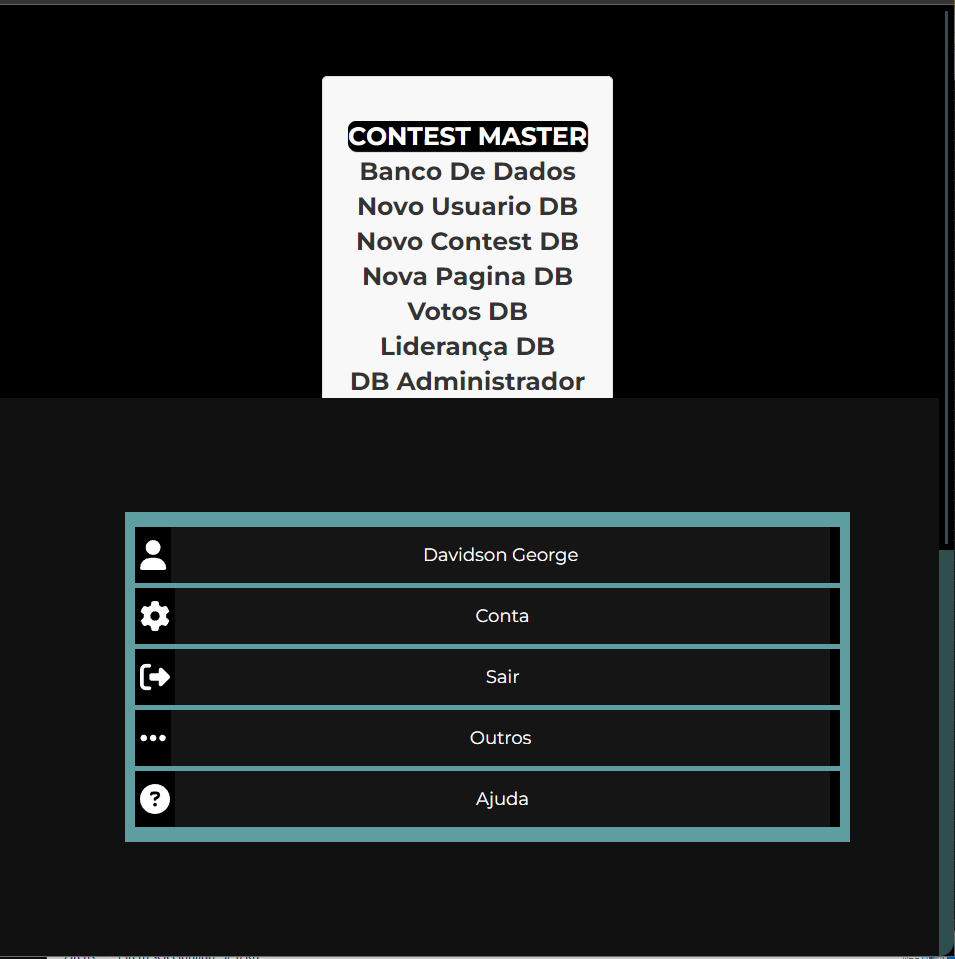 CONTEST MASTER
Banco De Dados
Novo Usuario DB
Novo Contest DB
Nova Pagina DB
Votos DB
Liderança DB
DB Administrador
Davidson George
Conta
Sair
Outros
Ajuda